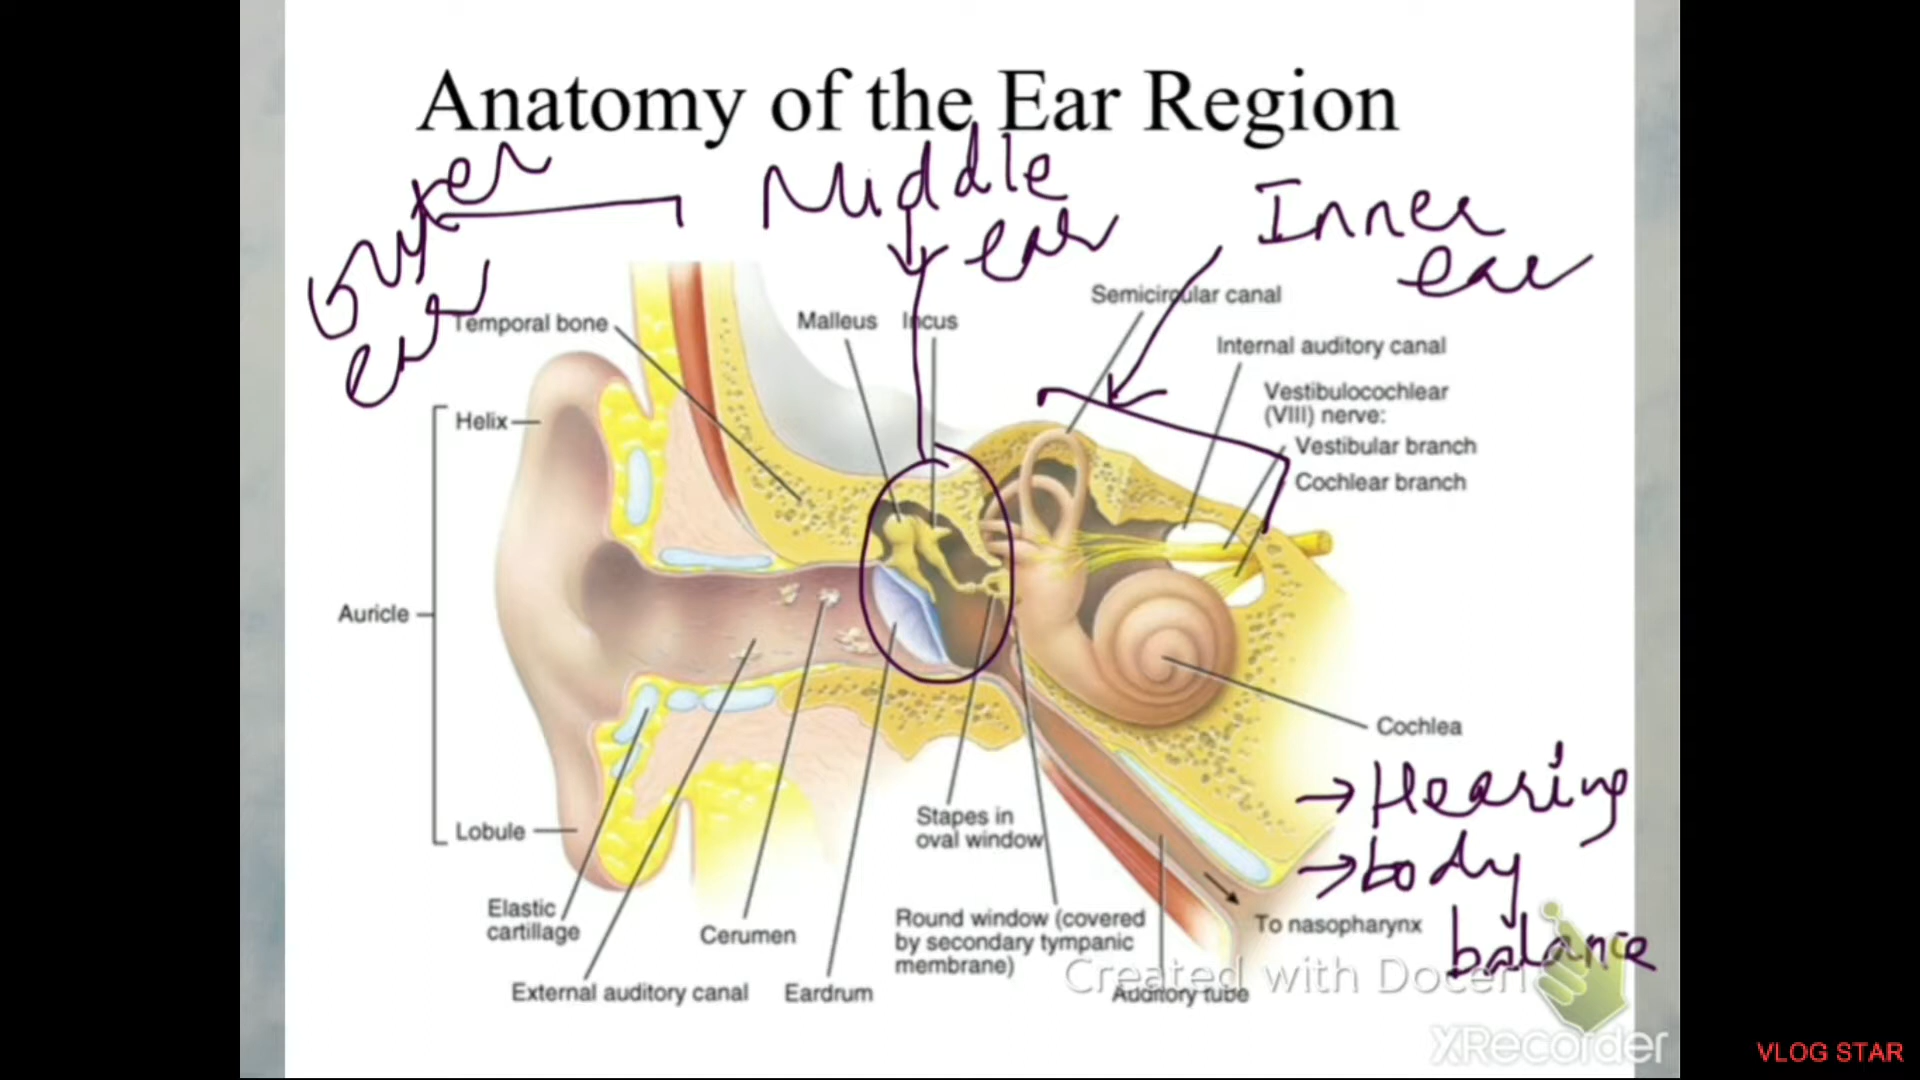 Anatomy of the Ear Region
Outer
ear
Middle
ear
Inner
ear
Semicircular canal
Temporal bone
Malleus
Incus
Internal auditory canal
Vestibulocochlear
(VIII) nerve:
Vestibular branch
Cochlear branch
Helix
Auricle
Lobule
Cochlea
→ Hearing
→ body
balance
Stapes in
oval window
Elastic
cartillage
Cerumen
Round window (covered
by secondary tympanic
membrane)
To nasopharynx
External auditory canal
Eardrum
Auditory tube
Created with Doceri
XRecorder
VLOG STAR